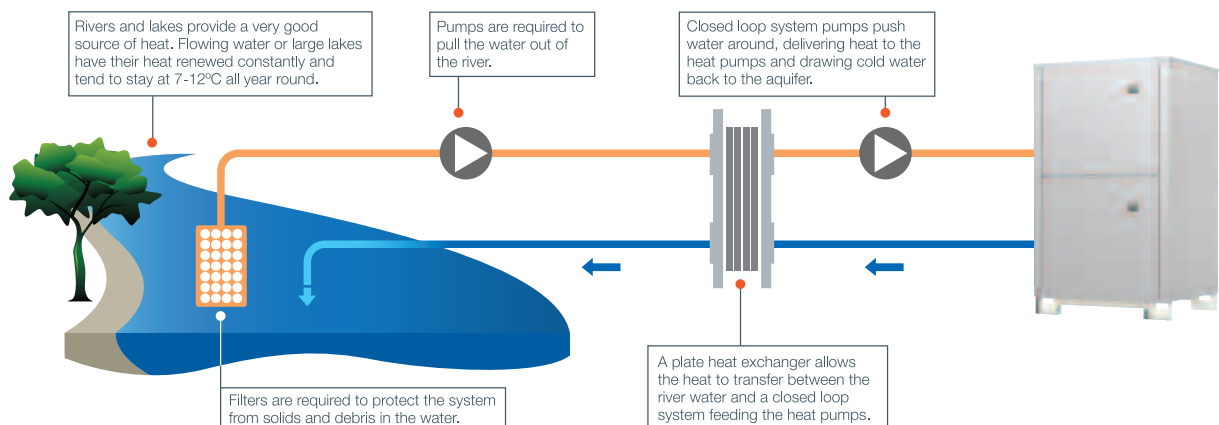 Rivers and lakes provide a very good
source of heat. Flowing water or large lakes
have their heat renewed constantly and
tend to stay at 7-12ºC all year round.
Pumps are required to
pull the water out of
the river.
Closed loop system pumps push
water around, delivering heat to the
heat pumps and drawing cold water
back to the aquifer.
Filters are required to protect the system
from solids and debris in the water.
A plate heat exchanger allows
the heat to transfer between the
river water and a closed loop
system feeding the heat pumps.